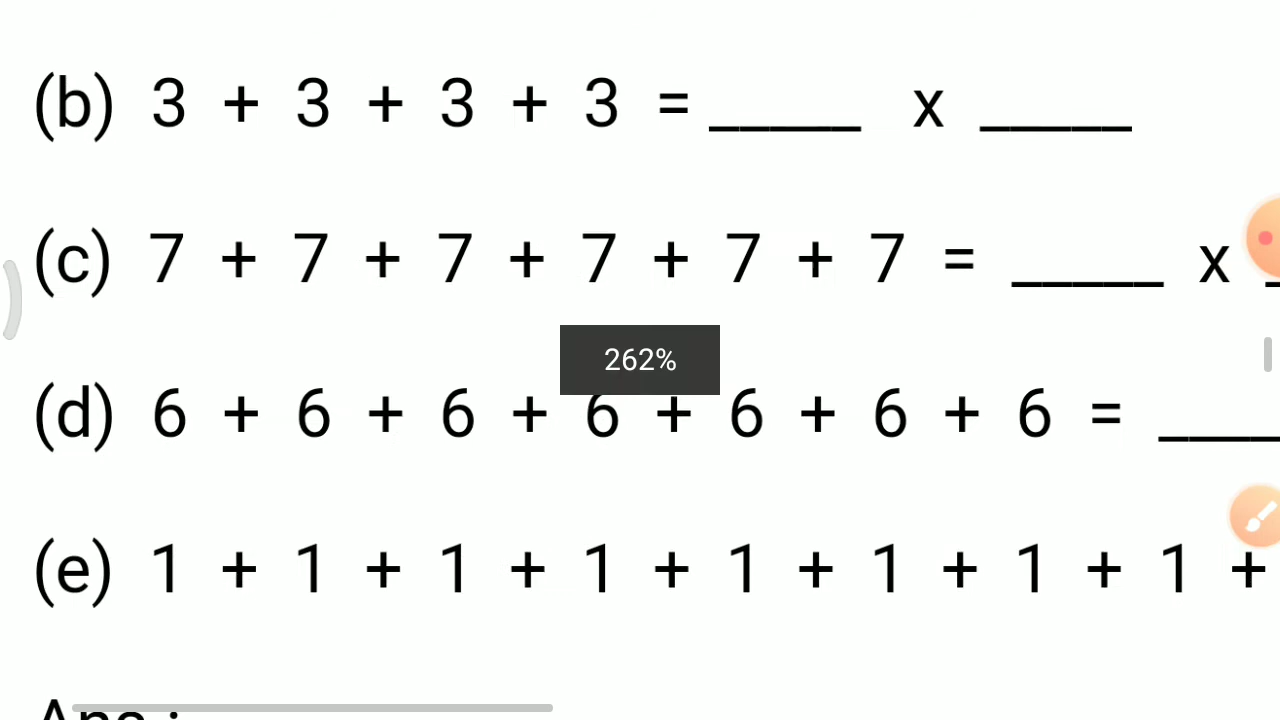 (b) 3 + 3 + 3 + 3 = _____ x _____
(c) 7 + 7 + 7 + 7 + 7 + 7 = _____ x _
262%
(d) 6 + 6 + 6 + 6 + 6 + 6 + 6 = ____
(e) 1 + 1 + 1 + 1 + 1 + 1 + 1 + 1 +